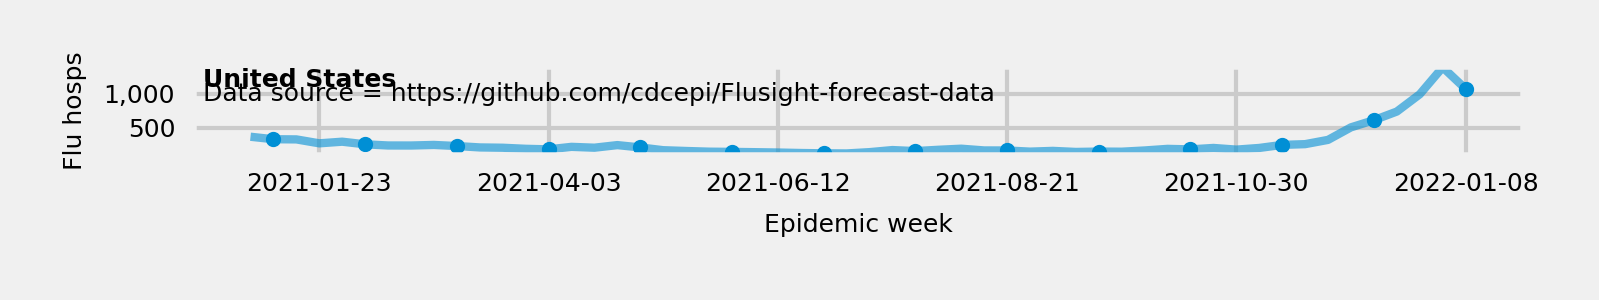 United States
Data source = https://github.com/cdcepi/Flusight-forecast-data
Flu hosps
1,000
500
2021-01-23 2021-04-03 2021-06-12 2021-08-21 2021-10-30 2022-01-08
Epidemic week